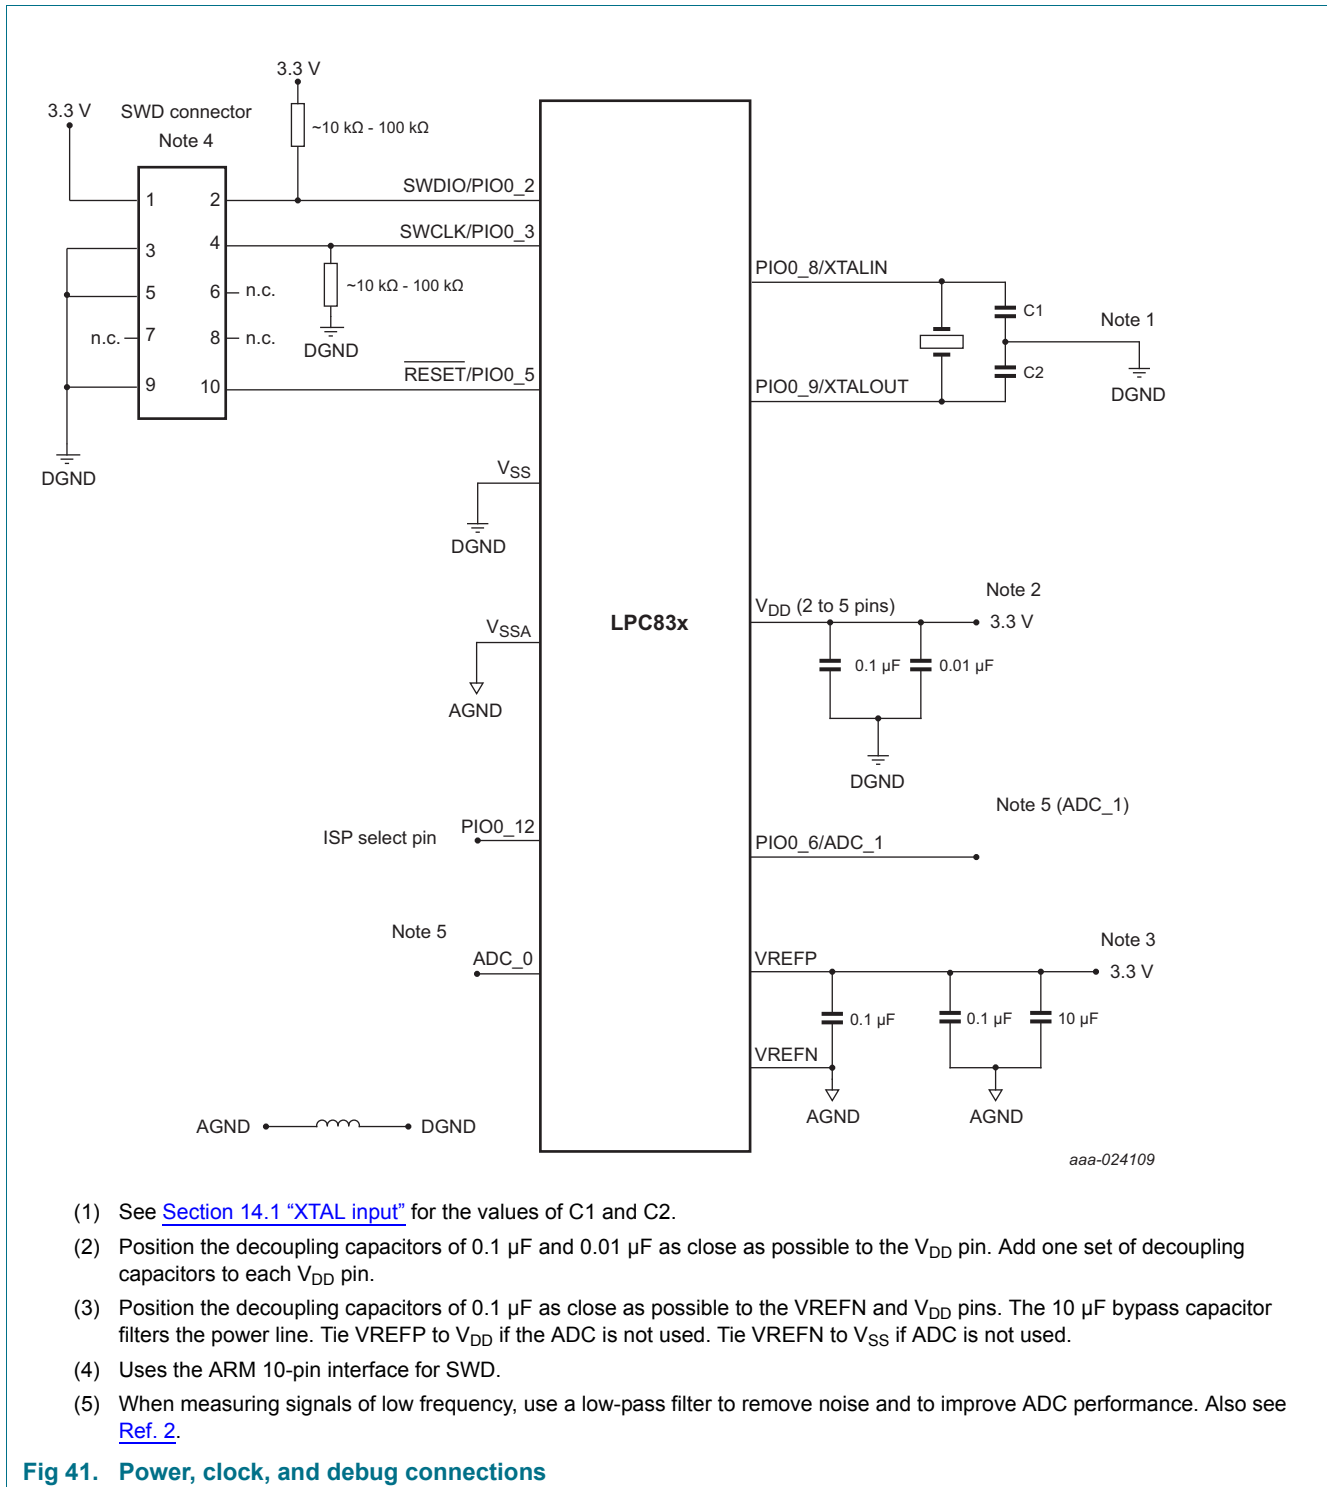 3.3 V
3.3 V
SWD connector
Note 4
~10 kΩ - 100 kΩ
1
2
SWDIO/PIO0_2
3
4
SWCLK/PIO0_3
5
6
n.c.
~10 kΩ - 100 kΩ
n.c.
7
8
n.c.
DGND
9
10
RESET/PIO0_5
DGND
VSS
DGND
VSSA
AGND
ISP select pin
PIO0_12
Note 5
ADC_0
AGND
DGND
LPC83x
PIO0_8/XTALIN
C1
Note 1
C2
DGND
PIO0_9/XTALOUT
Note 2
VDD (2 to 5 pins)
3.3 V
0.1 µF
0.01 µF
DGND
Note 5 (ADC_1)
PIO0_6/ADC_1
Note 3
VREFP
3.3 V
0.1 µF
0.1 µF
10 µF
VREFN
AGND
AGND
aaa-024109
(1) See Section 14.1 “XTAL input” for the values of C1 and C2.
(2) Position the decoupling capacitors of 0.1 µF and 0.01 µF as close as possible to the VDD pin. Add one set of decoupling
capacitors to each VDD pin.
(3) Position the decoupling capacitors of 0.1 µF as close as possible to the VREFN and VDD pins. The 10 µF bypass capacitor
filters the power line. Tie VREFP to VDD if the ADC is not used. Tie VREFN to VSS if ADC is not used.
(4) Uses the ARM 10-pin interface for SWD.
(5) When measuring signals of low frequency, use a low-pass filter to remove noise and to improve ADC performance. Also see
Ref. 2.
Fig 41. Power, clock, and debug connections